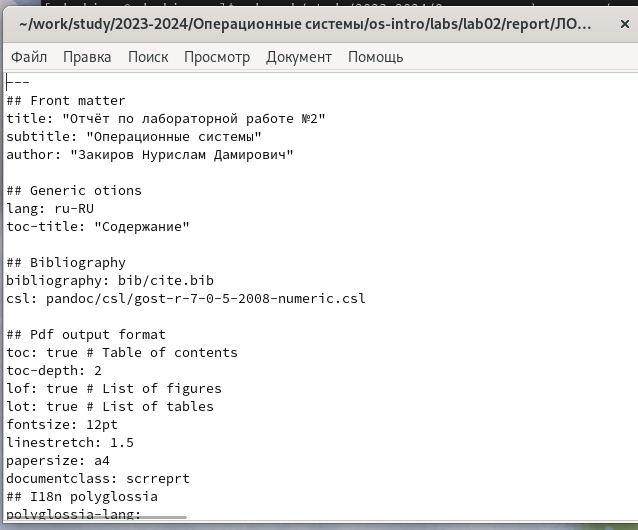 ~/work/study/2023-2024/Операционные системы/os-intro/labs/lab02/report/ЛО...
Файл Правка Поиск Просмотр Документ Помощь
---
## Front matter
title: "Отчёт по лабораторной работе №2"
subtitle: "Операционные системы"
author: "Закиров Нурислам Дамирович"
## Generic otions
lang: ru-RU
toc-title: "Содержание"
## Bibliography
bibliography: bib/cite.bib
csl: pandoc/csl/gost-r-7-0-5-2008-numeric.csl
## Pdf output format
toc: true # Table of contents
toc-depth: 2
lof: true # List of figures
lot: true # List of tables
fontsize: 12pt
linestretch: 1.5
papersize: a4
documentclass: scrreprt
## I18n polyglossia
polyglossia-lang: